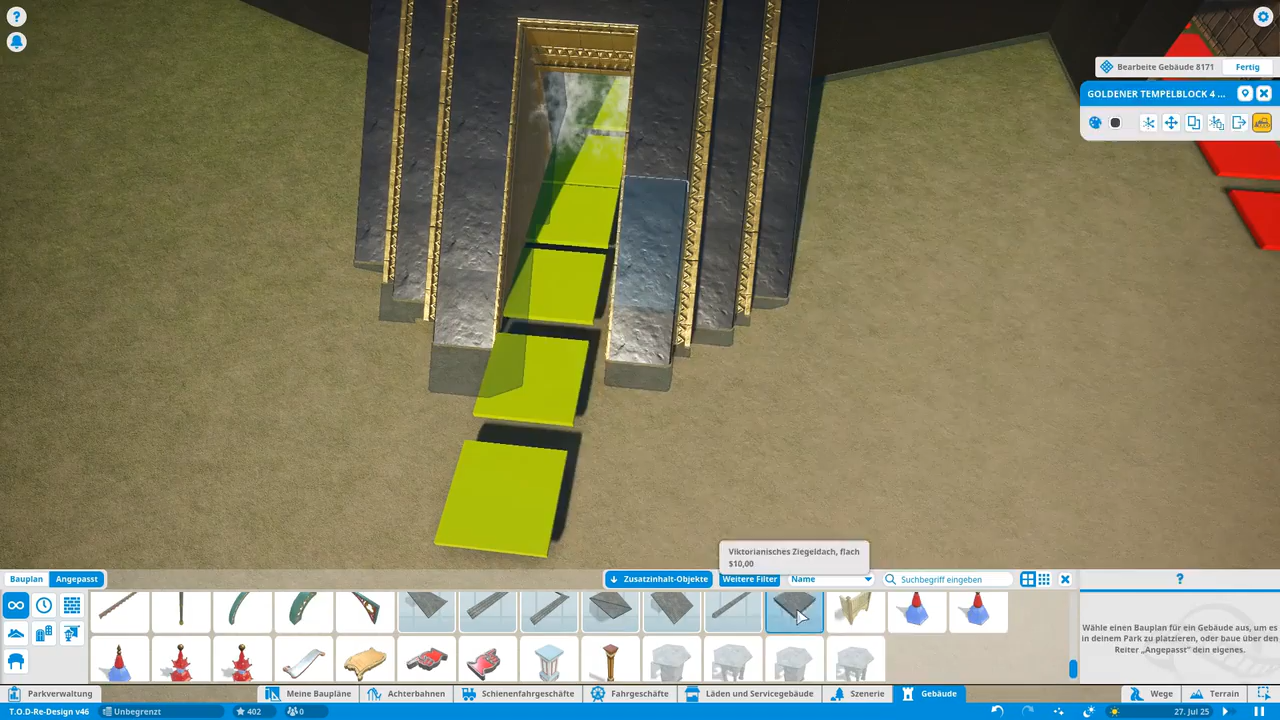 ?
Bearbeite Gebäude 8171 Fertig
GOLDENER TEMPELBLOCK 4 ...
Viktorianisches Ziegeldach, flach
$10,00
Bauplan Angepasst Zusatzinhalt-Objekte Weitere Filter Name Suchbegriff eingeben ?
Wähle einen Bauplan für ein Gebäude aus, um es
in deinem Park zu platzieren, oder baue über den
Reiter „Angepasst“ dein eigenes.
Parkverwaltung Meine Baupläne Achterbahnen Schienenfahrgeschäfte Fahrgeschäfte Läden und Servicegebäude Szenerie Gebäude Wege Terrain
T.O.D-Re-Design v46 Unbegrenzt 402 0 27. Jul 25